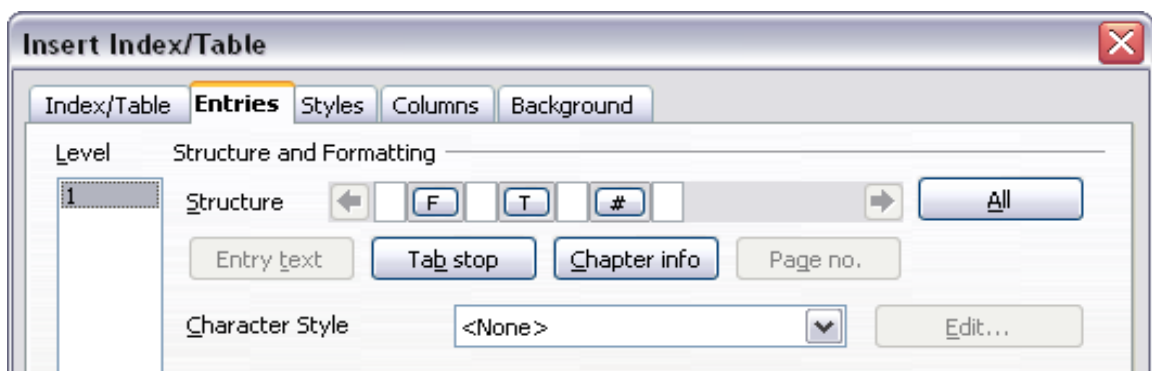 Insert Index/Table
Index/Table Entries Styles Columns Background
Level Structure and Formatting
1 Structure F T # All
Entry text Tab stop Chapter info Page no.
Character Style <None> Edit...